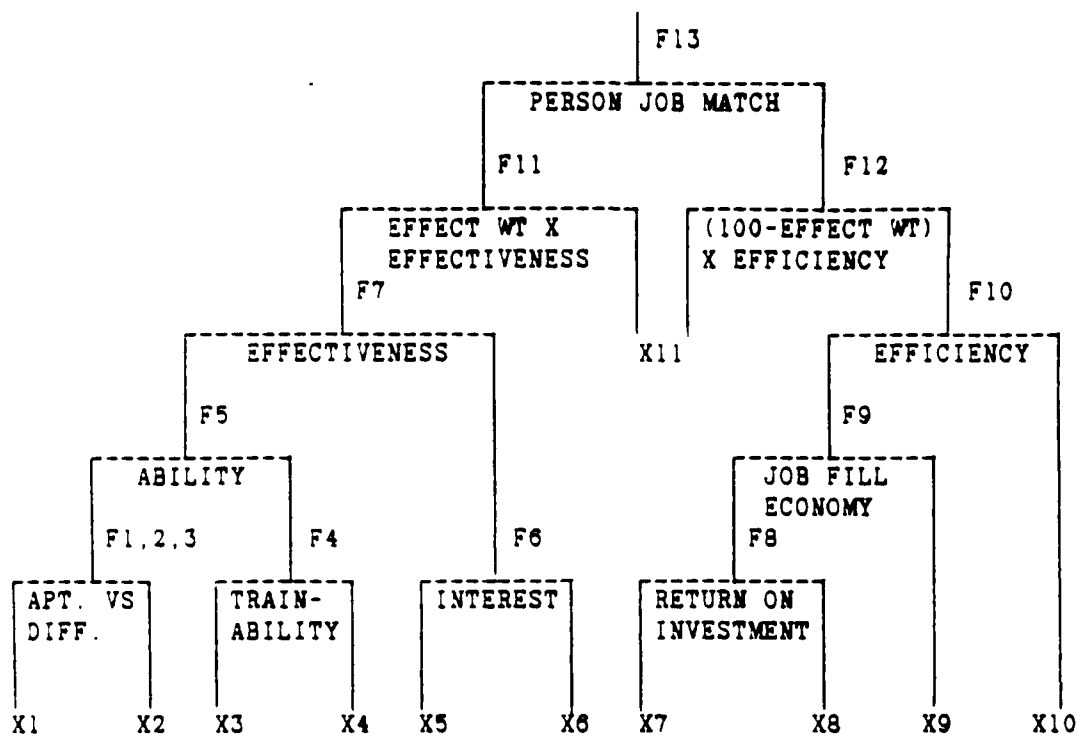 F13
PERSON JOB MATCH
F11 F12
EFFECT WT X (100-EFFECT WT)
EFFECTIVENESS X EFFICIENCY
F7 F10
EFFECTIVENESS X11 EFFICIENCY
F5 F9
ABILITY JOB FILL
ECONOMY
F1,2,3 F4 F6 F8
APT. VS TRAIN- INTEREST RETURN ON
DIFF. ABILITY INVESTMENT
X1 X2 X3 X4 X5 X6 X7 X8 X9 X10